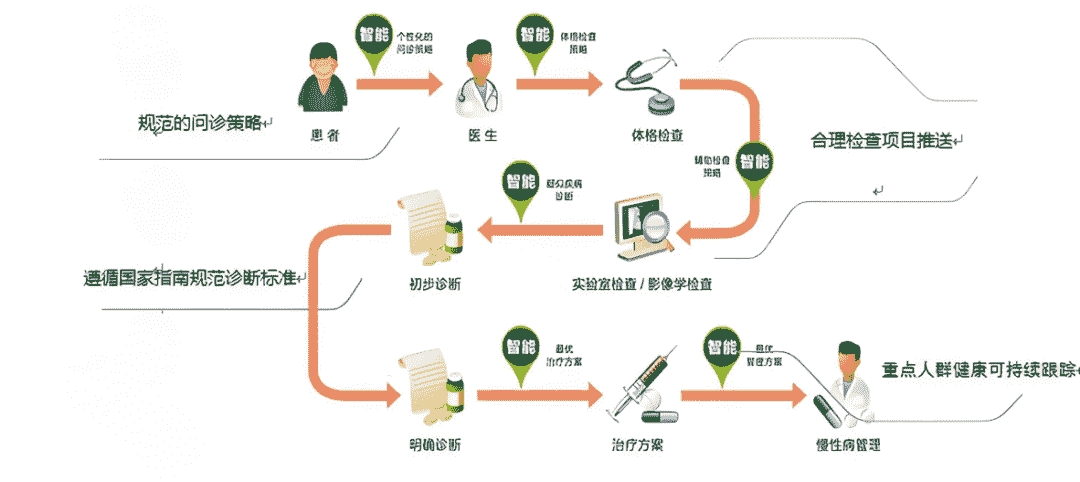 智能
个性化的
问诊策略
智能
体格检查
策略
规范的问诊策略
患者
医生
体格检查
合理检查项目推送
辅助检查
策略
智能
智能
疑似疾病
诊断
遵循国家指南规范诊断标准
初步诊断
实验室检查 / 影像学检查
智能
最优
治疗方案
智能
最优
管理方案
重点人群健康可持续跟踪
明确诊断
治疗方案
慢性病管理